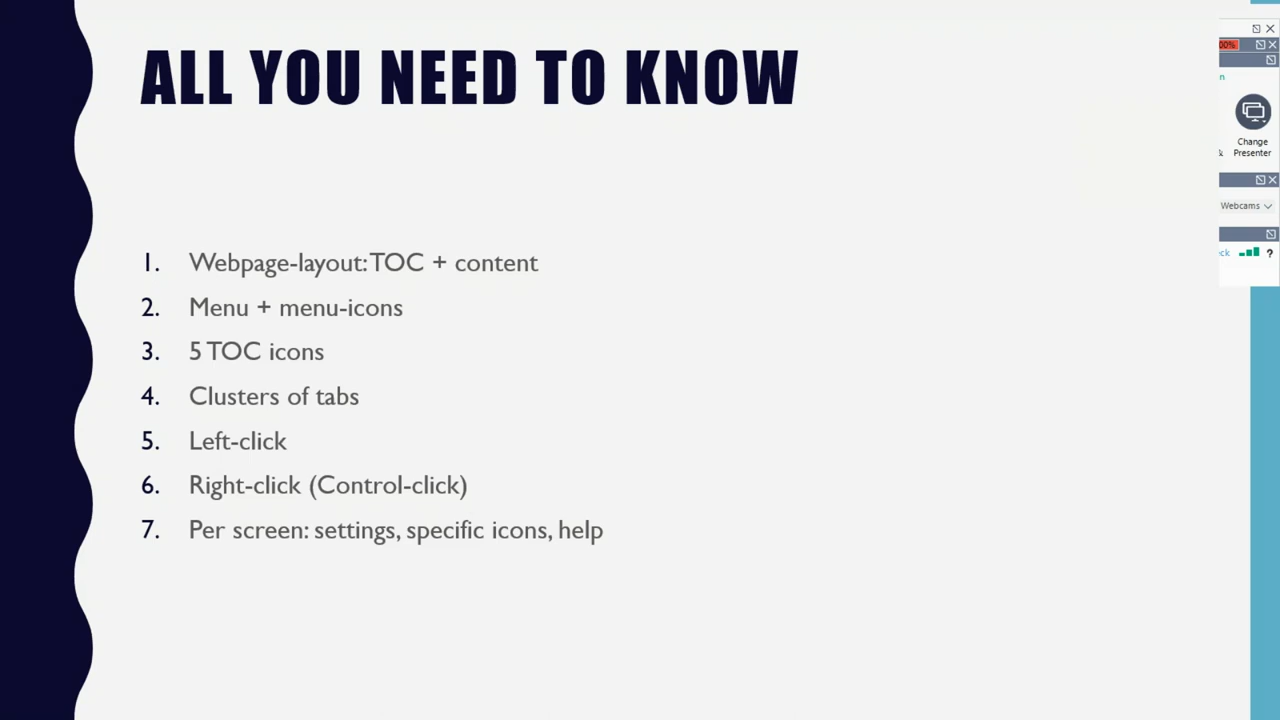 ALL YOU NEED TO KNOW
1. Webpage-layout: TOC + content
2. Menu + menu-icons
3. 5 TOC icons
4. Clusters of tabs
5. Left-click
6. Right-click (Control-click)
7. Per screen: settings, specific icons, help
00%
Change
& Presenter
Webcams
?